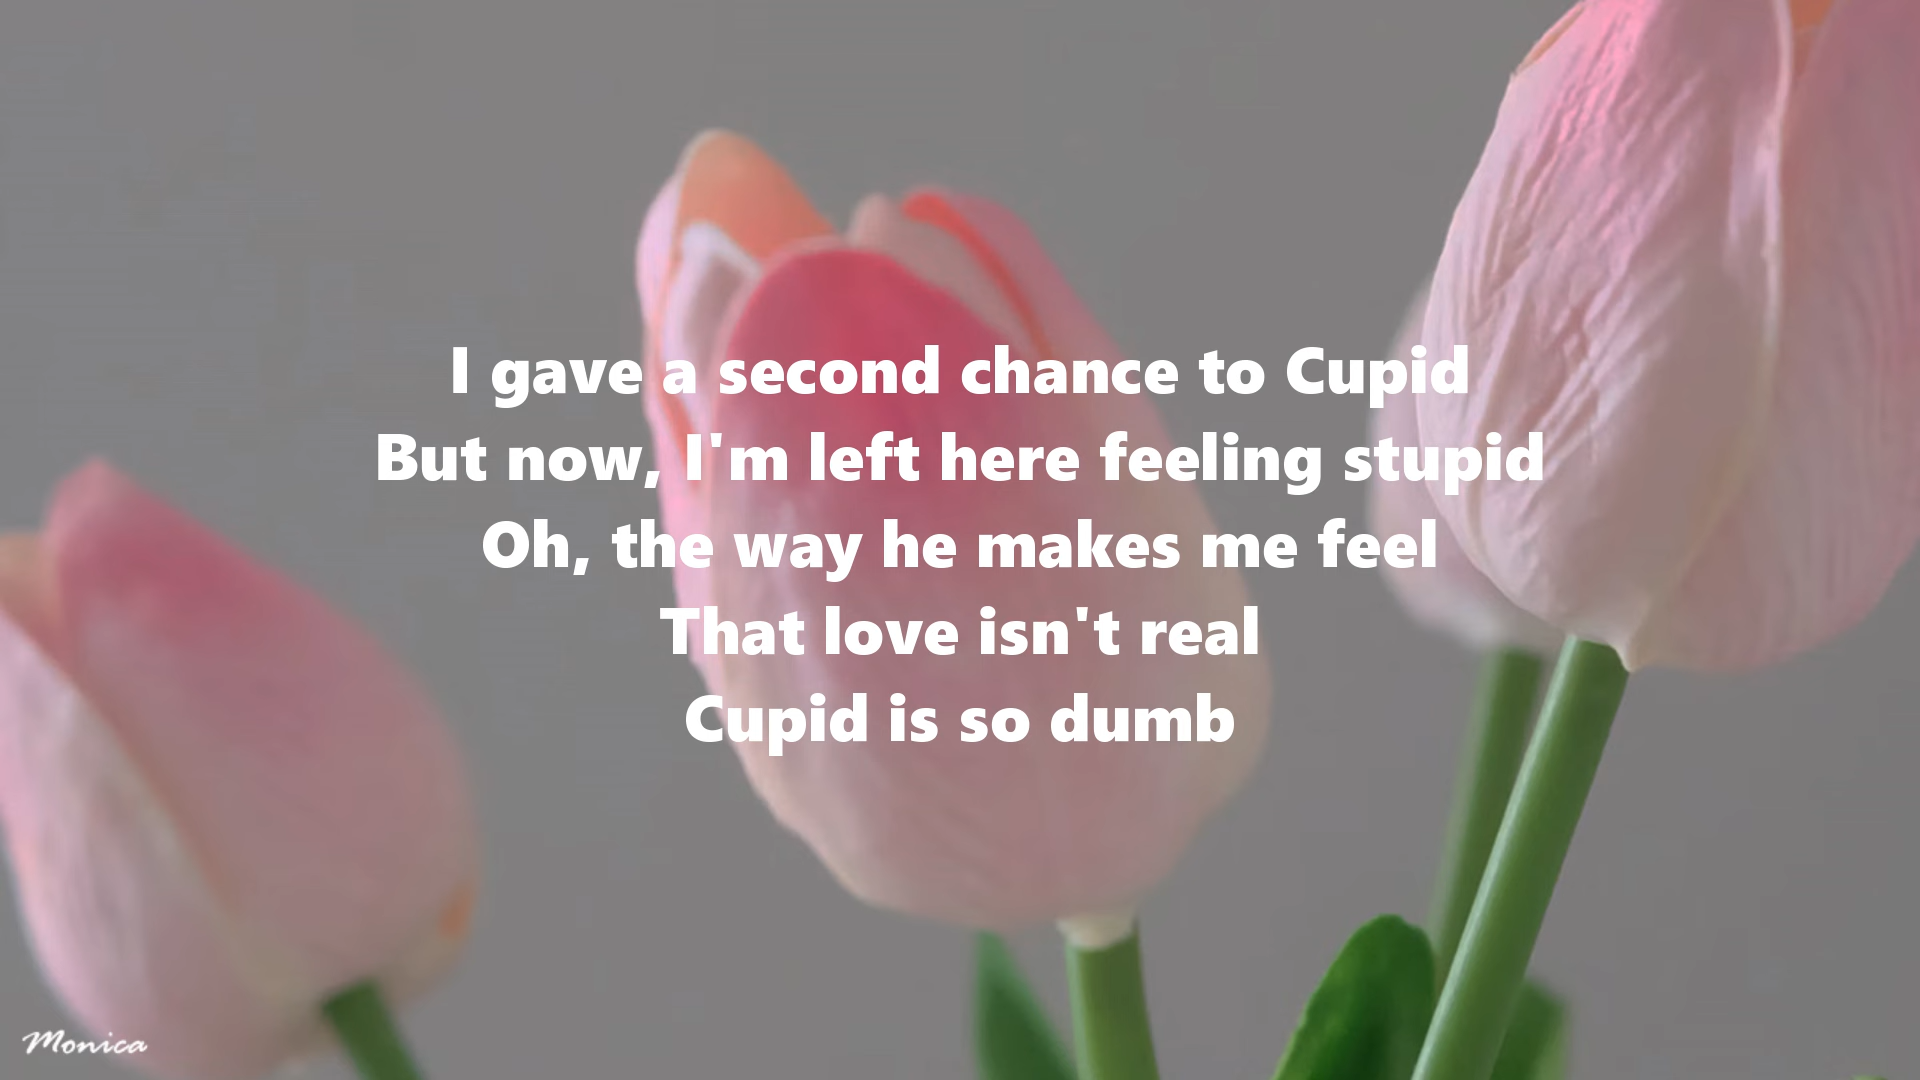 I gave a second chance to Cupid
But now, I'm left here feeling stupid
Oh, the way he makes me feel
That love isn't real
Cupid is so dumb
Monica